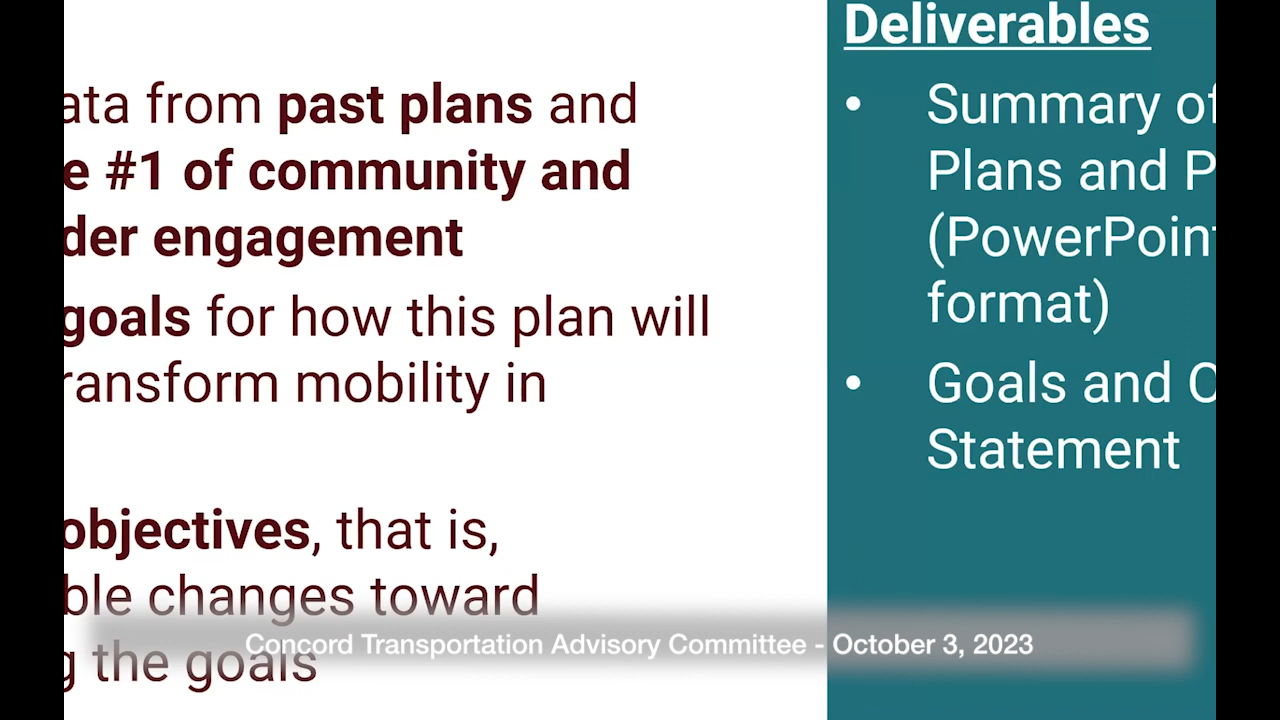 ata from past plans and
e #1 of community and
der engagement
goals for how this plan will
ransform mobility in
objectives, that is,
ble changes toward
g the goals
Deliverables
• Summary of
Plans and P
(PowerPoint
format)
• Goals and O
Statement
Concord Transportation Advisory Committee - October 3, 2023